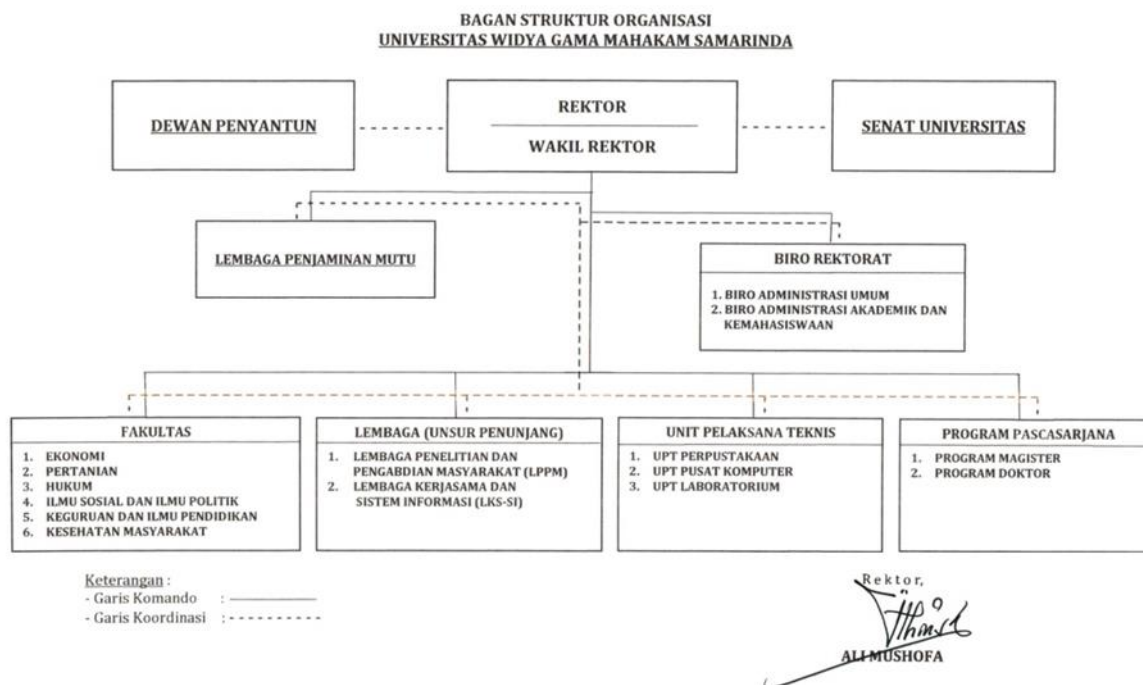 BAGAN STRUKTUR ORGANISASI
UNIVERSITAS WIDYA GAMA MAHAKAM SAMARINDA
DEWAN PENYANTUN
REKTOR
WAKIL REKTOR
SENAT UNIVERSITAS
LEMBAGA PENJAMINAN MUTU
BIRO REKTORAT
1. BIRO ADMINISTRASI UMUM
2. BIRO ADMINISTRASI AKADEMIK DAN
KEMAHASISWAAN
FAKULTAS
1. EKONOMI
2. PERTANIAN
3. HUKUM
4. ILMU SOSIAL DAN ILMU POLITIK
5. KEGURUAN DAN ILMU PENDIDIKAN
6. KESEHATAN MASYARAKAT
LEMBAGA (UNSUR PENUNJANG)
1. LEMBAGA PENELITIAN DAN
PENGABDIAN MASYARAKAT (LPPM)
2. LEMBAGA KERJASAMA DAN
SISTEM INFORMASI (LKS-SI)
UNIT PELAKSANA TEKNIS
1. UPT PERPUSTAKAAN
2. UPT PUSAT KOMPUTER
3. UPT LABORATORIUM
PROGRAM PASCASARJANA
1. PROGRAM MAGISTER
2. PROGRAM DOKTOR
Keterangan :
- Garis Komando :
- Garis Koordinasi :
Rektor,
ALI MUSHOFA